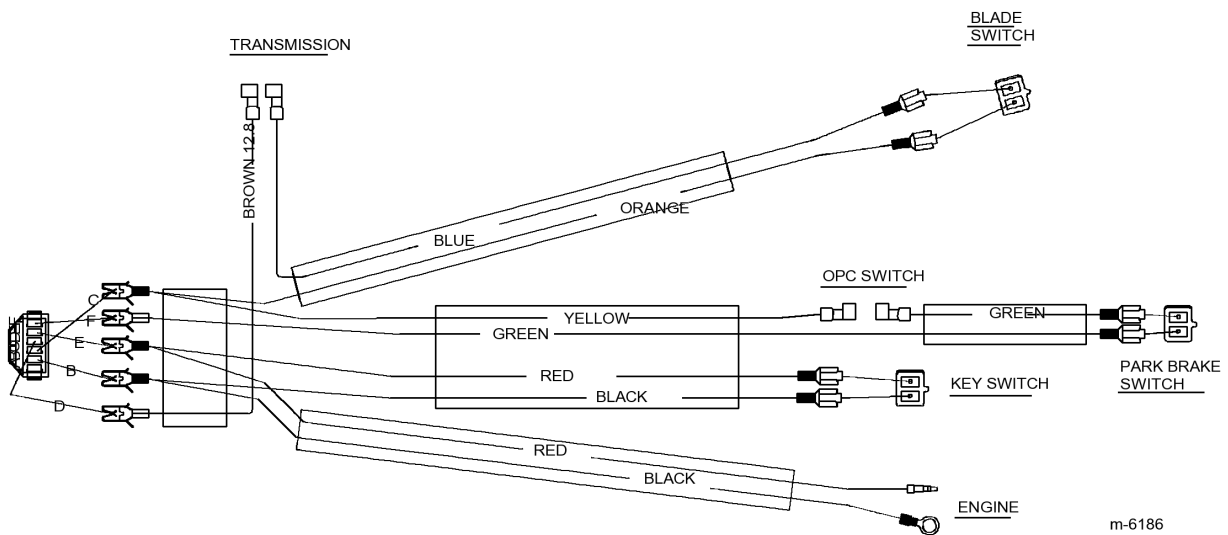 BLADE
SWITCH
TRANSMISSION
BROWN 12.8
ORANGE
BLUE
OPC SWITCH
C
F
E
B
D
YELLOW
GREEN
GREEN
RED
BLACK
KEY SWITCH
PARK BRAKE
SWITCH
RED
BLACK
ENGINE
m-6186